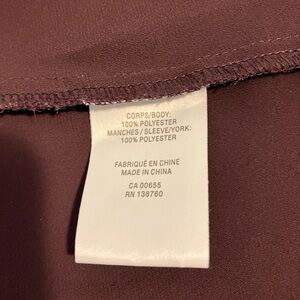 CORPS/BODY:
100% POLYESTER
MANCHES / SLEEVE/YORK:
100% POLYESTER
FABRIQUÉ EN CHINE
MADE IN CHINA
CA 00655
RN 138760